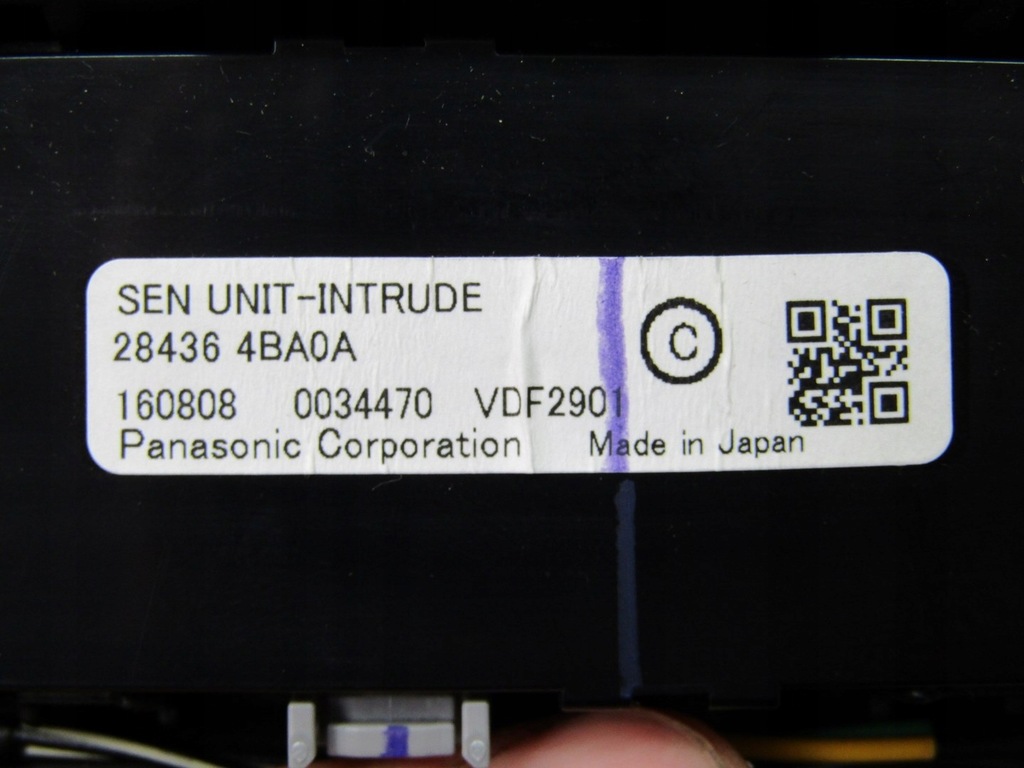 SEN UNIT-INTRUDE
28436 4BA0A
C
160808 0034470 VDF2901
Panasonic Corporation Made in Japan